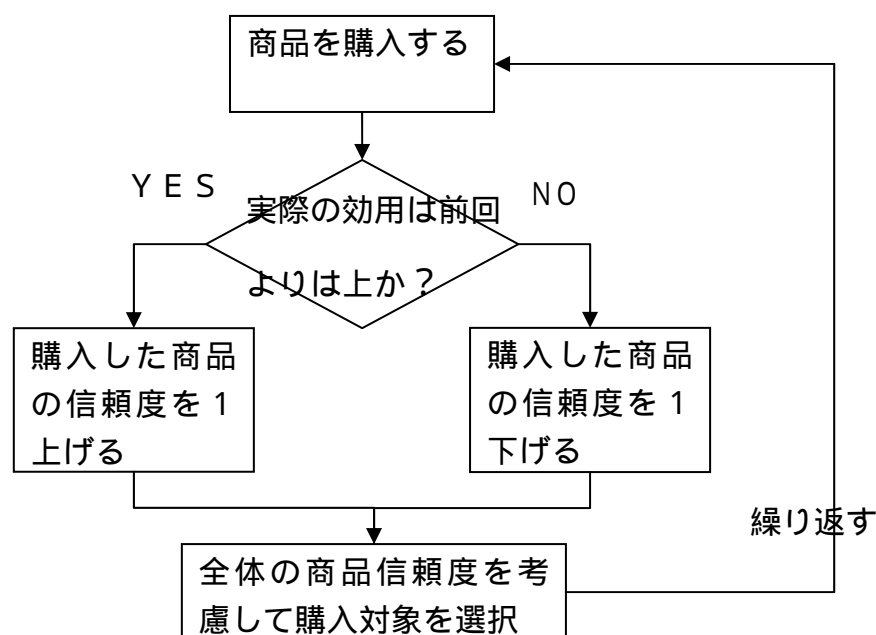 商品を購入する
ＹＥＳ
ＮＯ
実際の効用は前回
よりは上か？
購入した商品
の信頼度を１
上げる
購入した商品
の信頼度を１
下げる
繰り返す
全体の商品信頼度を考
慮して購入対象を選択